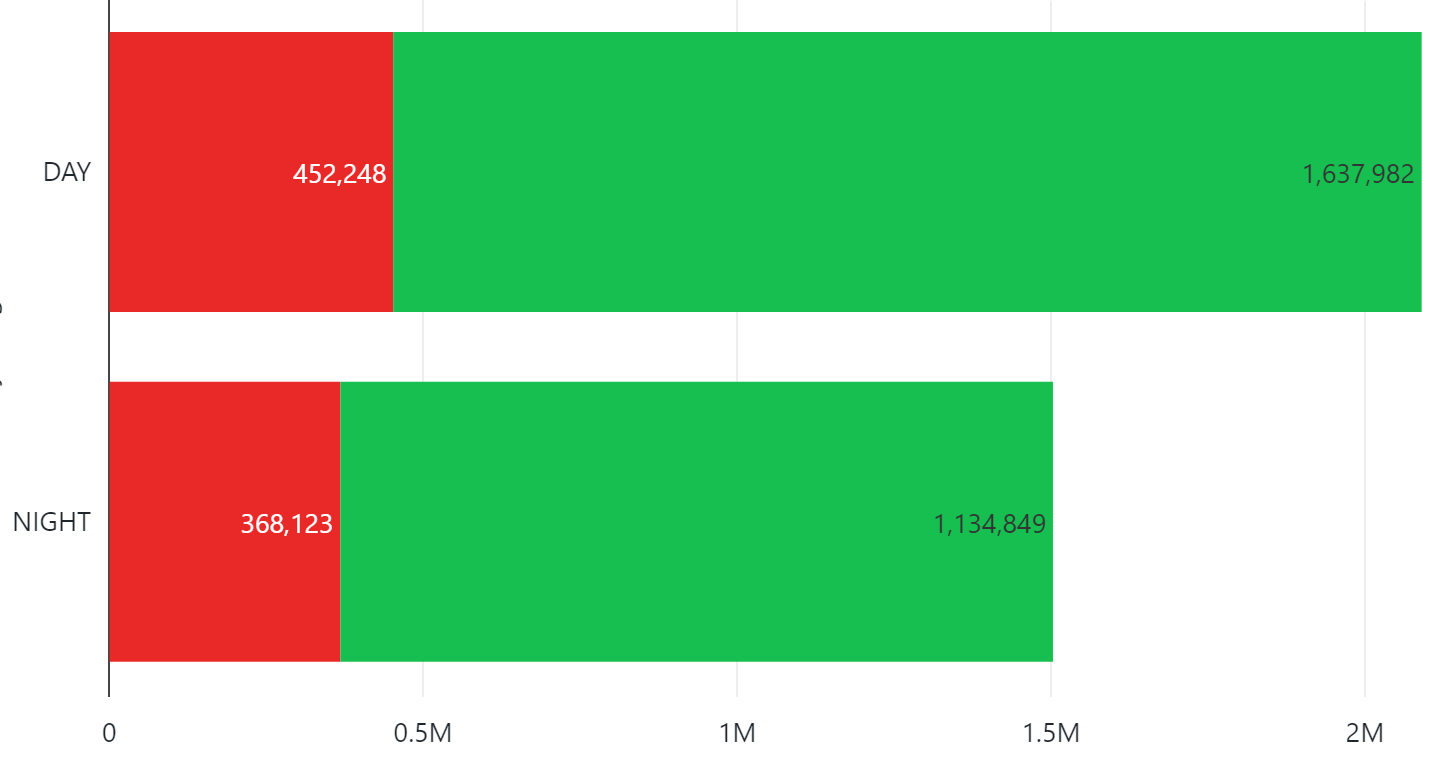 DAY
452,248
1,637,982
NIGHT
368,123
1,134,849
0
0.5M
1M
1.5M
2M